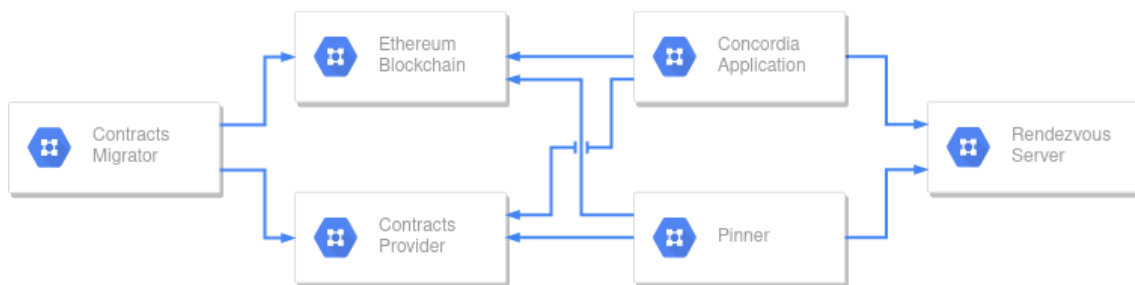 Contracts
Migrator
Ethereum
Blockchain
Contracts
Provider
Concordia
Application
Pinner
Rendezvous
Server